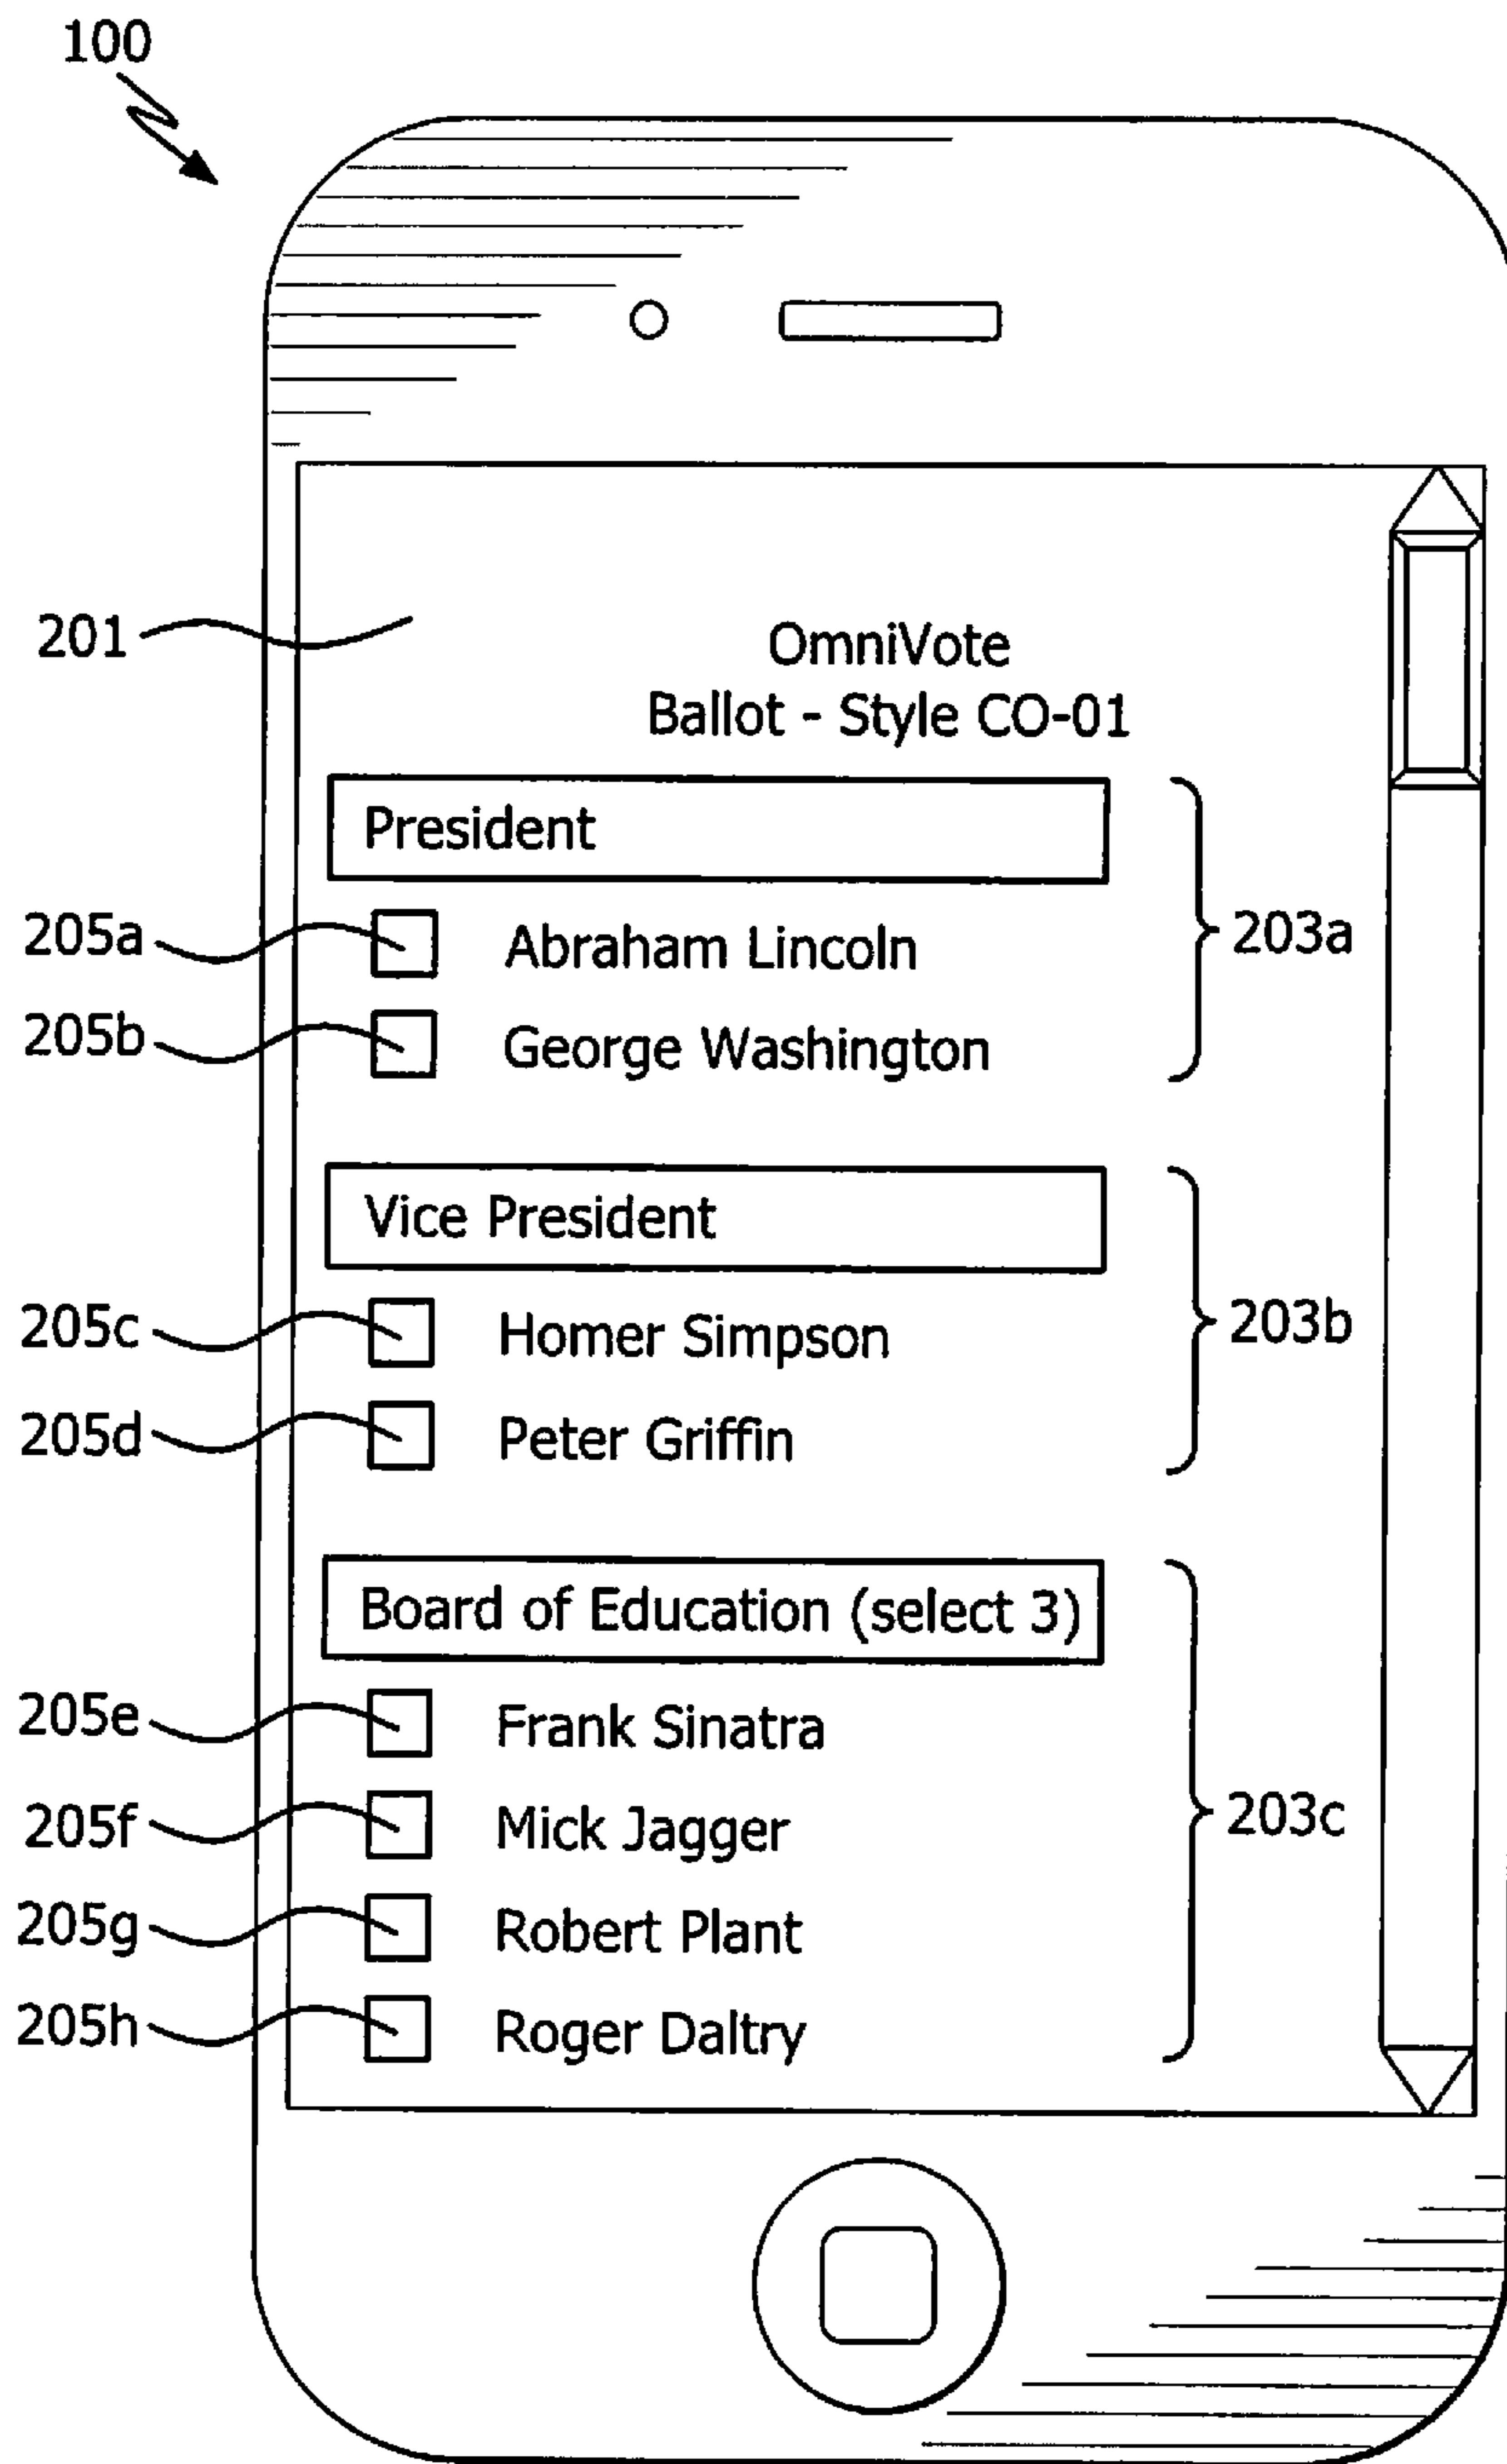 100
201
OmniVote
Ballot - Style CO-01
President
203a
205a
Abraham Lincoln
205b
George Washington
Vice President
203b
205c
Homer Simpson
205d
Peter Griffin
Board of Education (select 3)
203c
205e
Frank Sinatra
205f
Mick Jagger
205g
Robert Plant
205h
Roger Daltry